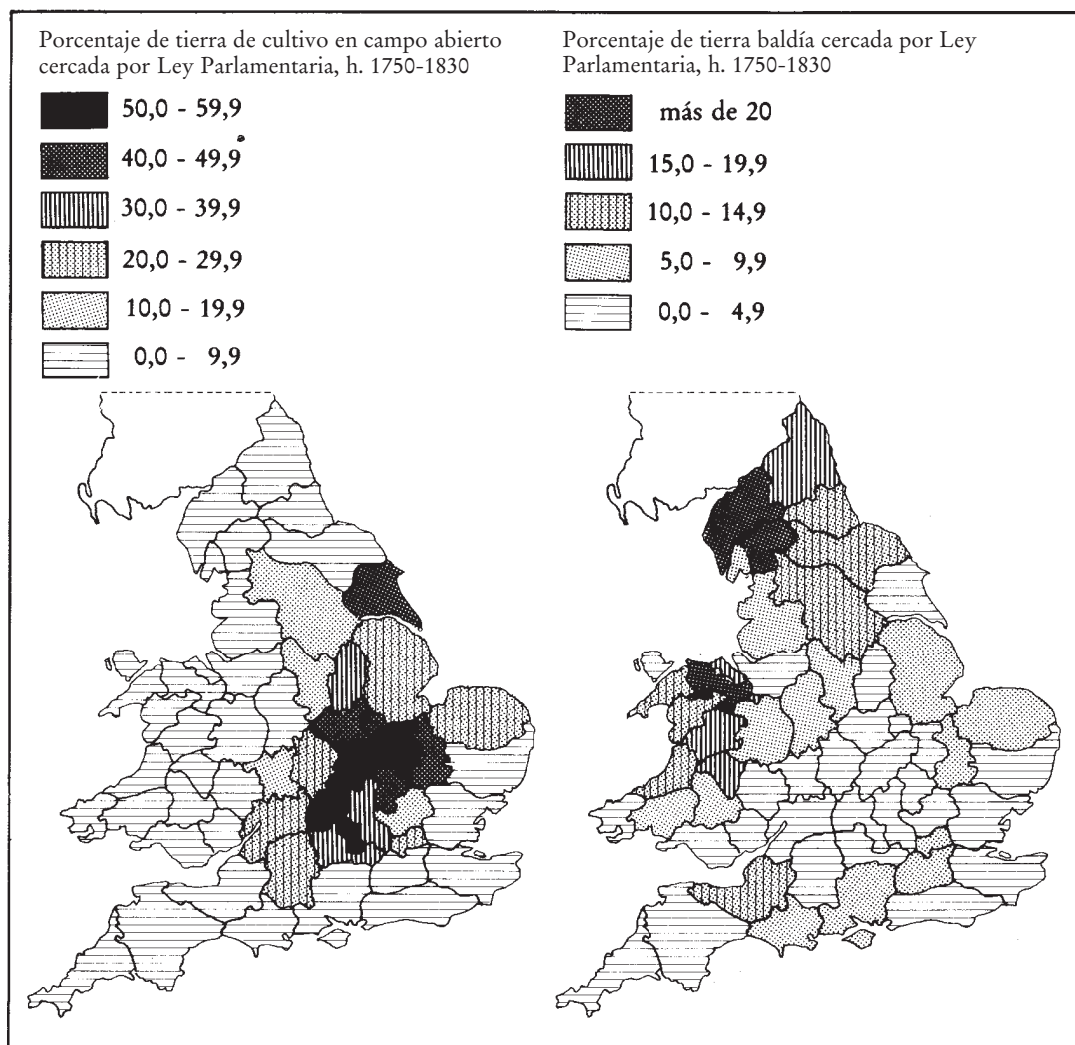 Porcentaje de tierra de cultivo en campo abierto
cercada por Ley Parlamentaria, h. 1750-1830
50,0 - 59,9
40,0 - 49,9
30,0 - 39,9
20,0 - 29,9
10,0 - 19,9
0,0 - 9,9
Porcentaje de tierra baldía cercada por Ley
Parlamentaria, h. 1750-1830
más de 20
15,0 - 19,9
10,0 - 14,9
5,0 - 9,9
0,0 - 4,9